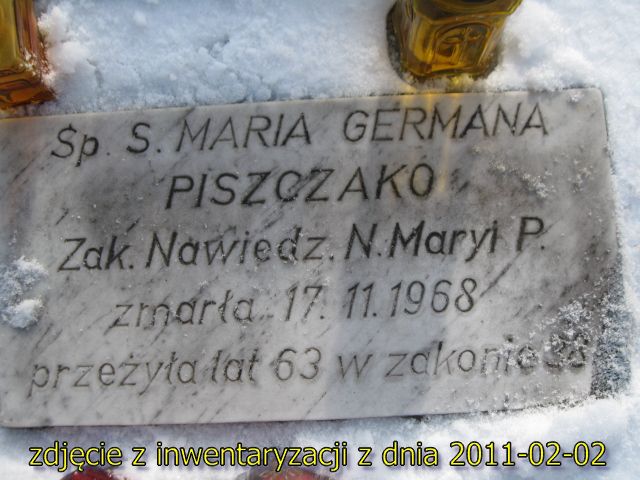 Śp. S. MARIA GERMANA
PISZCZAKO
Zak. Nawiedz. N. Maryi P.
zmarła 17. 11. 1968
przeżyła lat 63 w zakonie
zdjęcie z inwentaryzacji z dnia 2011-02-02